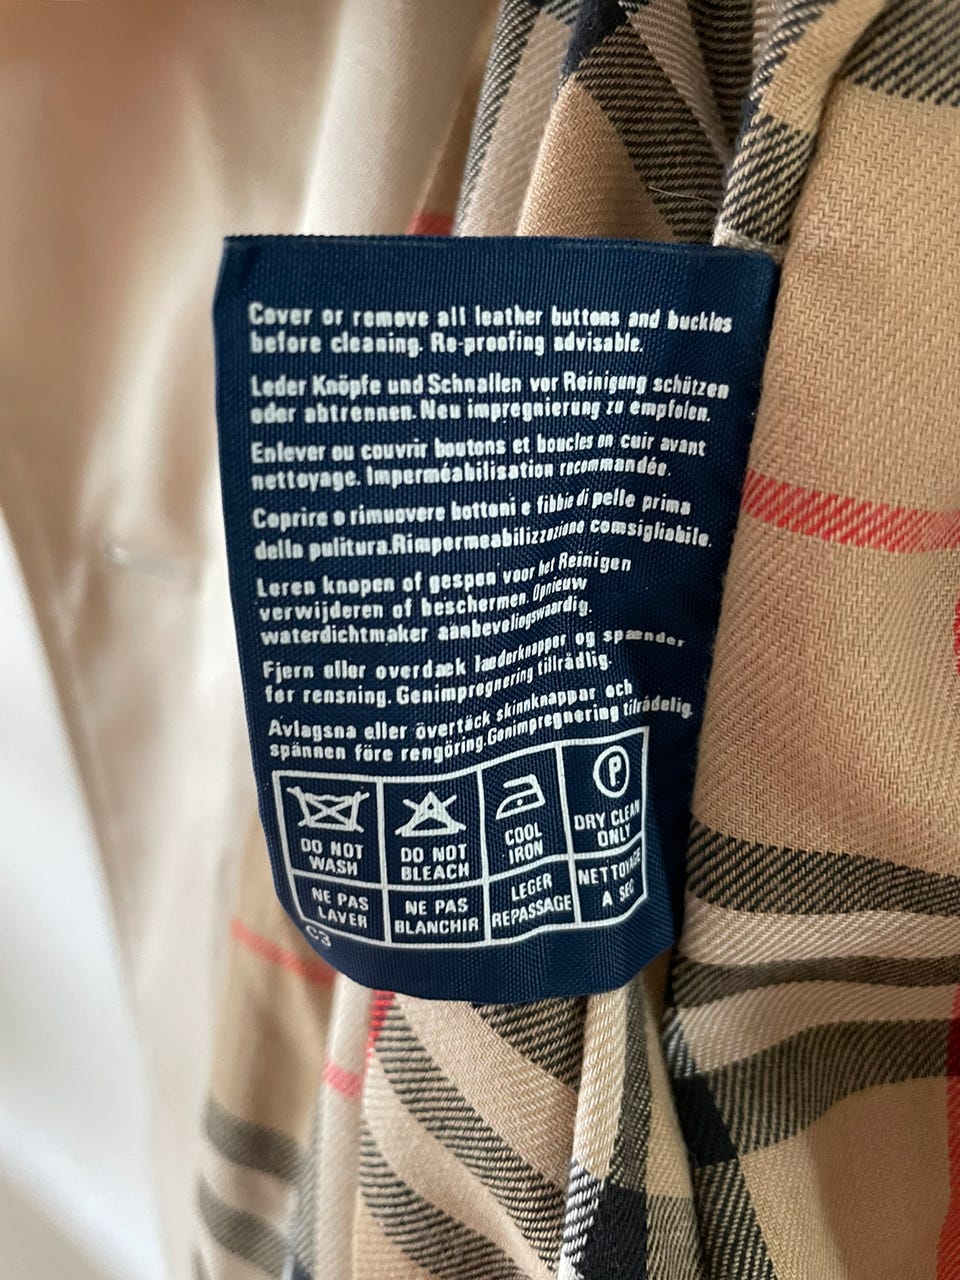 Cover or remove all leather buttons and buckles
before cleaning. Re-proofing advisable.
Leder Knöpfe und Schnallen vor Reinigung schützen
oder abtrennen. Neu impregnierung zu empfolen.
Enlever ou couvrir boutons et boucles en cuir avant
nettoyage. Imperméabilisation recommandée.
Coprire o rimuovere bottoni e fibbie di pelle prima
della pulitura.Rimpormeabilizzazione comsigliabile.
Leren knopen of gespen voor het Reinigen
verwijderen of beschermen. Opnieuw
waterdichtmaker aanbevelingswaardig.
Fjern eller overdæk læderknapper og spænder,
før rensning. Genimpregnering tillrådlig.
Avlagsna eller övertäck skinnknappar och
spännen före rengöring.Genimpregnering tilrådelig.
P
DO NOT WASH
DO NOT BLEACH
COOL IRON
DRY CLEAN ONLY
NE PAS LAVER
NE PAS BLANCHIR
LEGER REPASSAGE
NETTOYAGE A SEC
C3